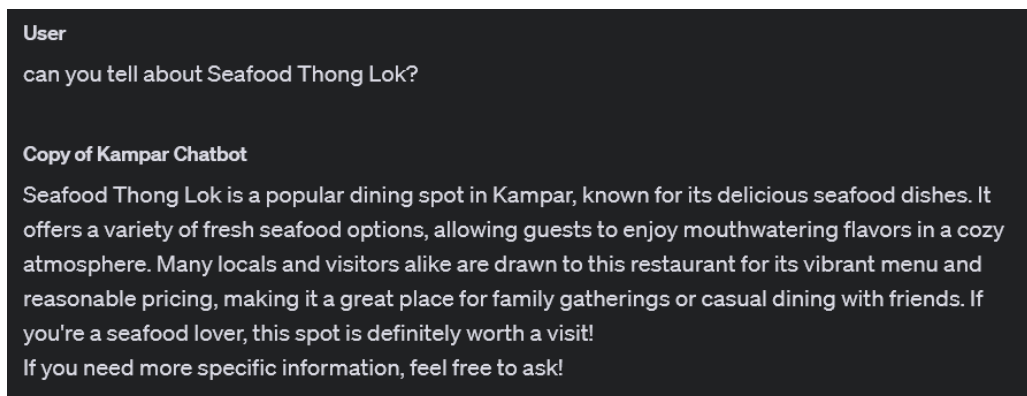 User
can you tell about Seafood Thong Lok?
Copy of Kampar Chatbot
Seafood Thong Lok is a popular dining spot in Kampar, known for its delicious seafood dishes. It
offers a variety of fresh seafood options, allowing guests to enjoy mouthwatering flavors in a cozy
atmosphere. Many locals and visitors alike are drawn to this restaurant for its vibrant menu and
reasonable pricing, making it a great place for family gatherings or casual dining with friends. If
you're a seafood lover, this spot is definitely worth a visit!
If you need more specific information, feel free to ask!